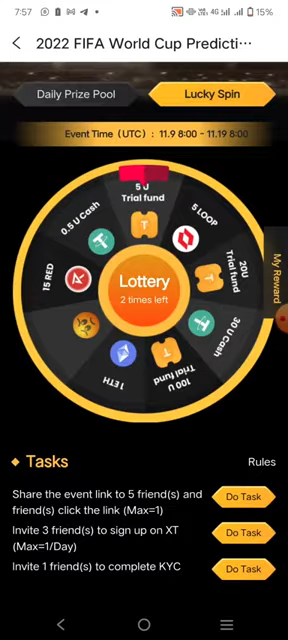 7:57
4G
15%
2022 FIFA World Cup Predicti···
Daily Prize Pool
Lucky Spin
Event Time (UTC) : 11.9 8:00 - 11.19 8:00
5 U
Trial fund
5 LOOP
20U
Trial fund
30 U Cash
100 U
Trial fund
1 ETH
15 RED
0.5 U Cash
Lottery
2 times left
My Reward
Tasks
Rules
Share the event link to 5 friend(s) and
friend(s) click the link (Max=1)
Do Task
Invite 3 friend(s) to sign up on XT
(Max=1/Day)
Do Task
Invite 1 friend(s) to complete KYC
Do Task